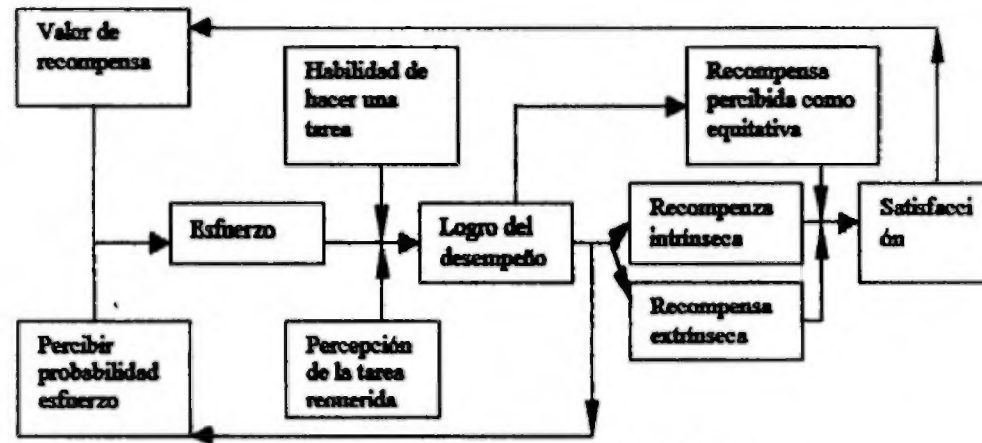 Valor de
recompensa
Habilidad de
hacer una
tarea
Recompensa
percibida como
equitativa
Esfuerzo
Logro del
desempeño
Recompenza
intrínseca
Satisfacci
ón
Recompensa
extrínseca
Percibir
probabilidad
esfuerzo
Percepción
de la tarea
requerida